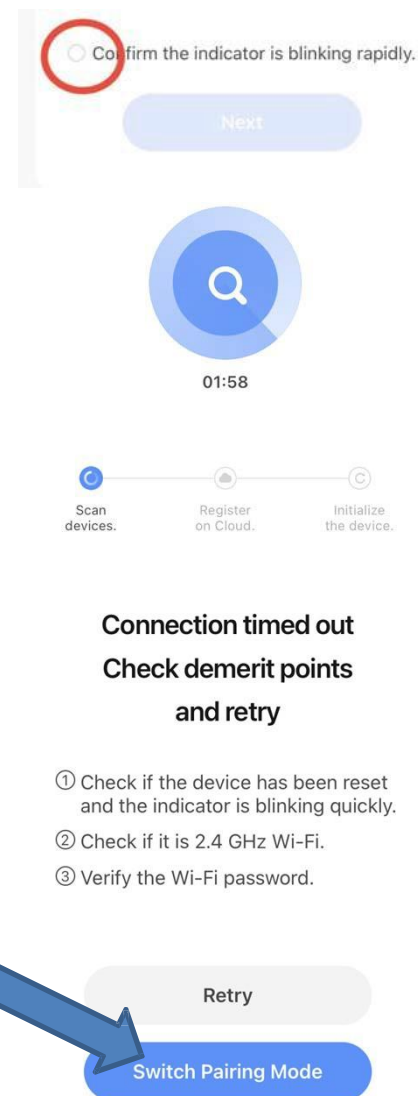 Confirm the indicator is blinking rapidly.
Next
01:58
Scan
devices.
Register
on Cloud.
Initialize
the device.
Connection timed out
Check demerit points
and retry
① Check if the device has been reset
and the indicator is blinking quickly.
② Check if it is 2.4 GHz Wi-Fi.
③ Verify the Wi-Fi password.
Retry
Switch Pairing Mode